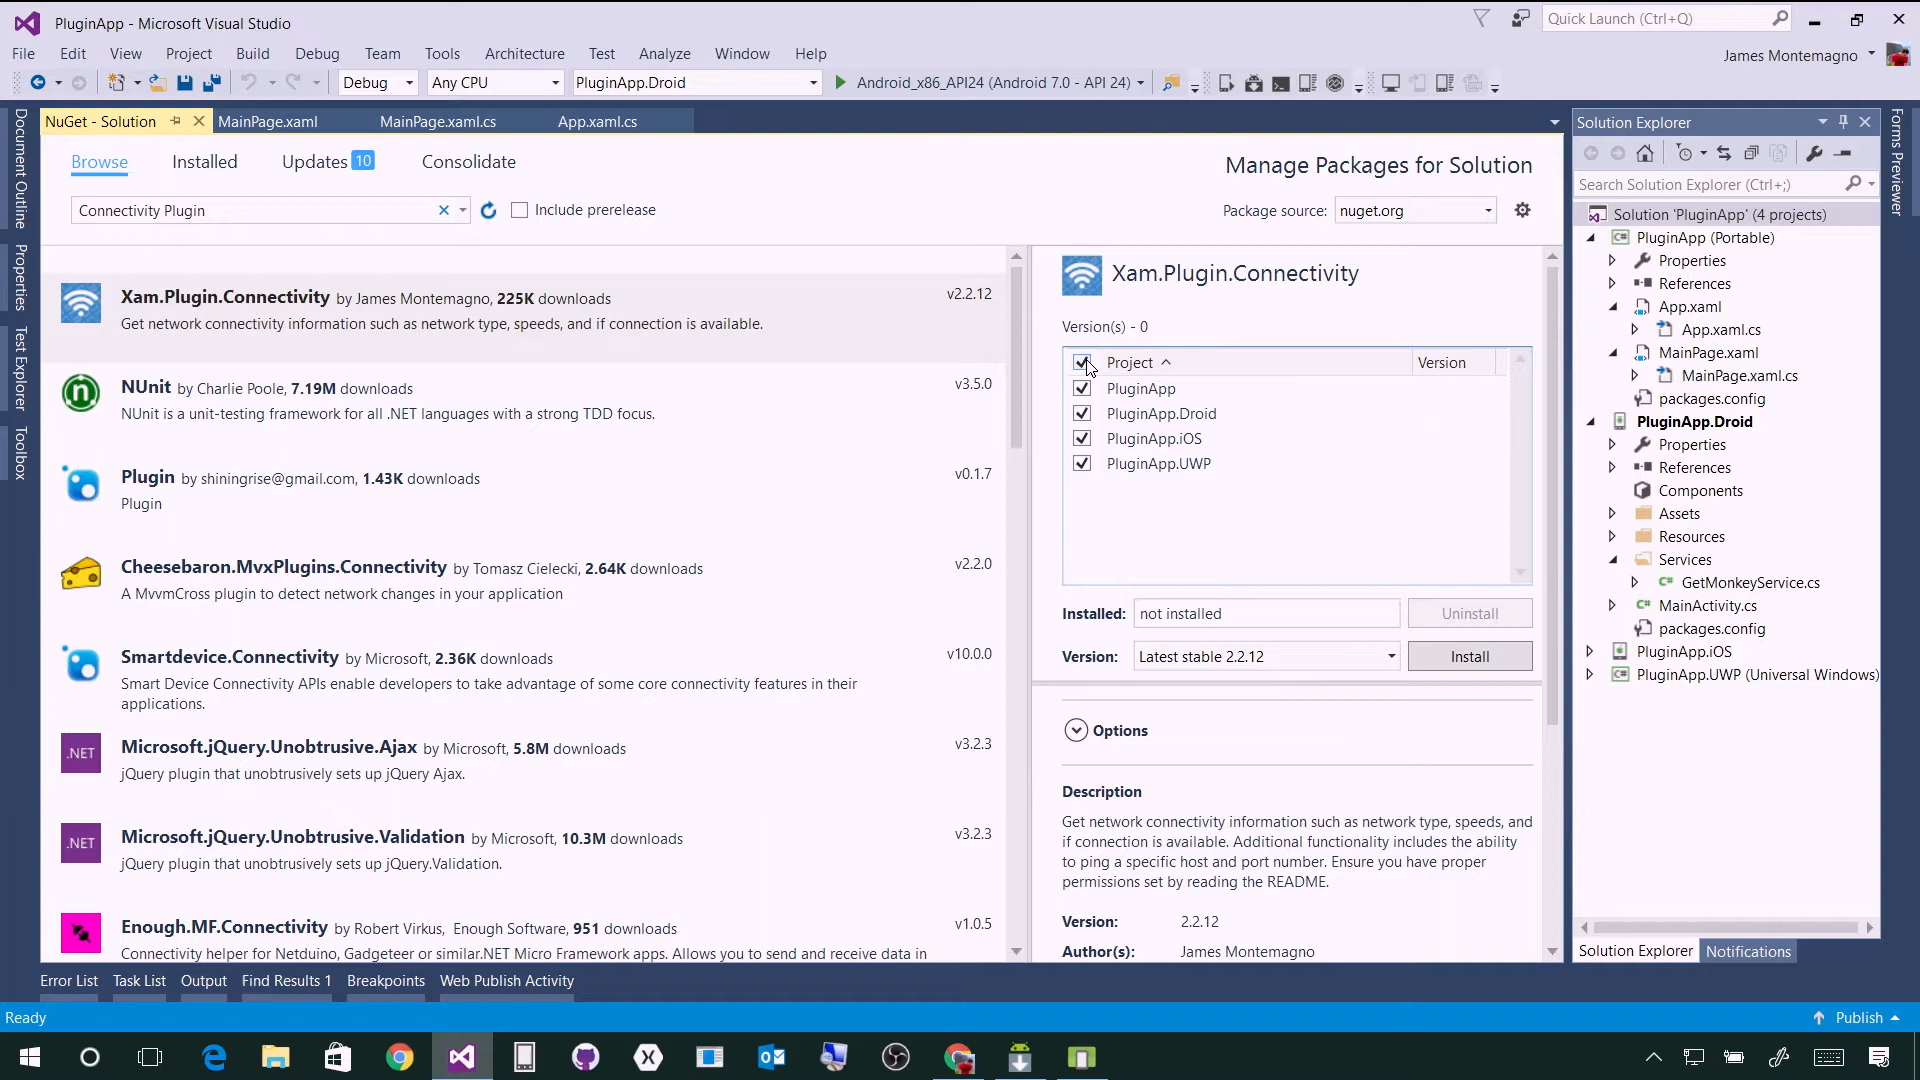 PluginApp - Microsoft Visual Studio
Quick Launch (Ctrl+Q)
File Edit View Project Build Debug Team Tools Architecture Test Analyze Window Help
James Montemagno
Debug Any CPU PluginApp.Droid Android_x86_API24 (Android 7.0 - API 24)
Document Outline
Properties
Test Explorer
Toolbox
NuGet - Solution MainPage.xaml MainPage.xaml.cs App.xaml.cs
Browse Installed Updates 10 Consolidate
Manage Packages for Solution
Connectivity Plugin
Include prerelease
Package source: nuget.org
Xam.Plugin.Connectivity by James Montemagno, 225K downloads
v2.2.12
Get network connectivity information such as network type, speeds, and if connection is available.
NUnit by Charlie Poole, 7.19M downloads
v3.5.0
NUnit is a unit-testing framework for all .NET languages with a strong TDD focus.
Plugin by shiningrise@gmail.com, 1.43K downloads
v0.1.7
Plugin
Cheesebaron.MvxPlugins.Connectivity by Tomasz Cielecki, 2.64K downloads
v2.2.0
A MvvmCross plugin to detect network changes in your application
Smartdevice.Connectivity by Microsoft, 2.36K downloads
v10.0.0
Smart Device Connectivity APIs enable developers to take advantage of some core connectivity features in their
applications.
.NET
Microsoft.jQuery.Unobtrusive.Ajax by Microsoft, 5.8M downloads
v3.2.3
jQuery plugin that unobtrusively sets up jQuery Ajax.
.NET
Microsoft.jQuery.Unobtrusive.Validation by Microsoft, 10.3M downloads
v3.2.3
jQuery plugin that unobtrusively sets up jQuery.Validation.
Enough.MF.Connectivity by Robert Virkus, Enough Software, 951 downloads
v1.0.5
Connectivity helper for Netduino, Gadgeteer or similar.NET Micro Framework apps. Allows you to send and receive data in
Xam.Plugin.Connectivity
Version(s) - 0
Project Version
PluginApp
PluginApp.Droid
PluginApp.iOS
PluginApp.UWP
Installed: not installed Uninstall
Version: Latest stable 2.2.12 Install
Options
Description
Get network connectivity information such as network type, speeds, and
if connection is available. Additional functionality includes the ability
to ping a specific host and port number. Ensure you have proper
permissions set by reading the README.
Version: 2.2.12
Author(s): James Montemagno
Solution Explorer
Search Solution Explorer (Ctrl+;)
Solution 'PluginApp' (4 projects)
PluginApp (Portable)
Properties
References
App.xaml
App.xaml.cs
MainPage.xaml
MainPage.xaml.cs
packages.config
PluginApp.Droid
Properties
References
Components
Assets
Resources
Services
GetMonkeyService.cs
MainActivity.cs
packages.config
PluginApp.iOS
PluginApp.UWP (Universal Windows)
Solution Explorer Notifications
Forms Previewer
Error List Task List Output Find Results 1 Breakpoints Web Publish Activity
Ready
Publish